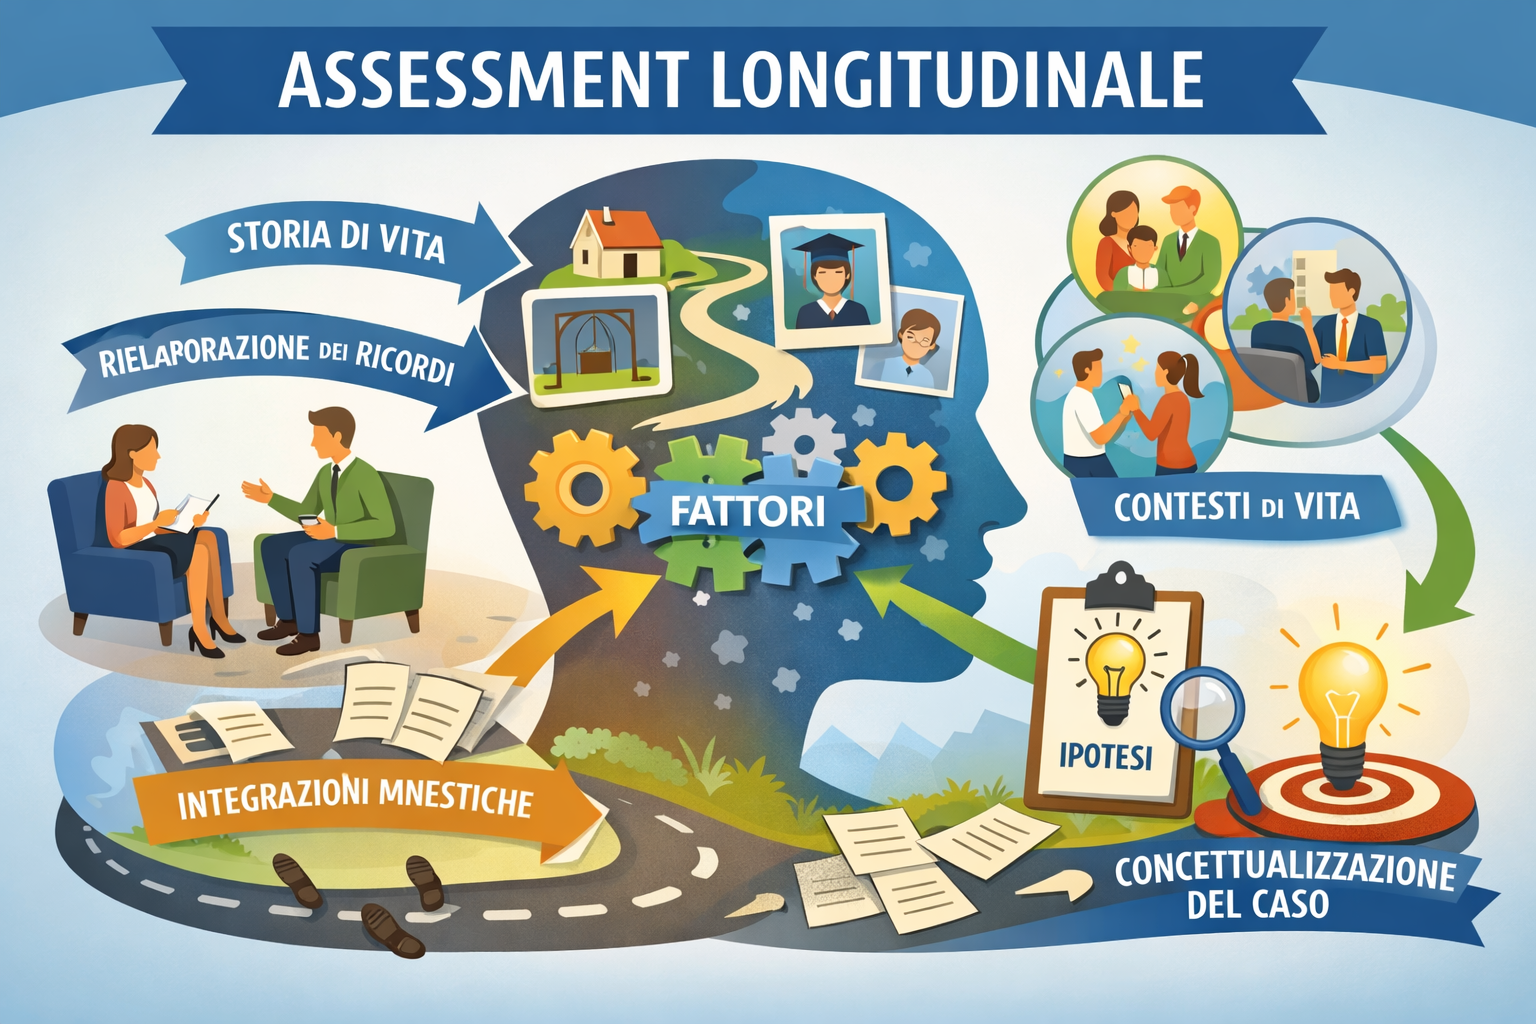 ASSESSMENT LONGITUDINALE
STORIA DI VITA
RIELAPORAZIONE DEI RICORDI
FATTORI
CONTESTI DI VITA
IPOTESI
INTEGRAZIONI MNESTICHE
CONCETTUALIZZAZIONE
DEL CASO